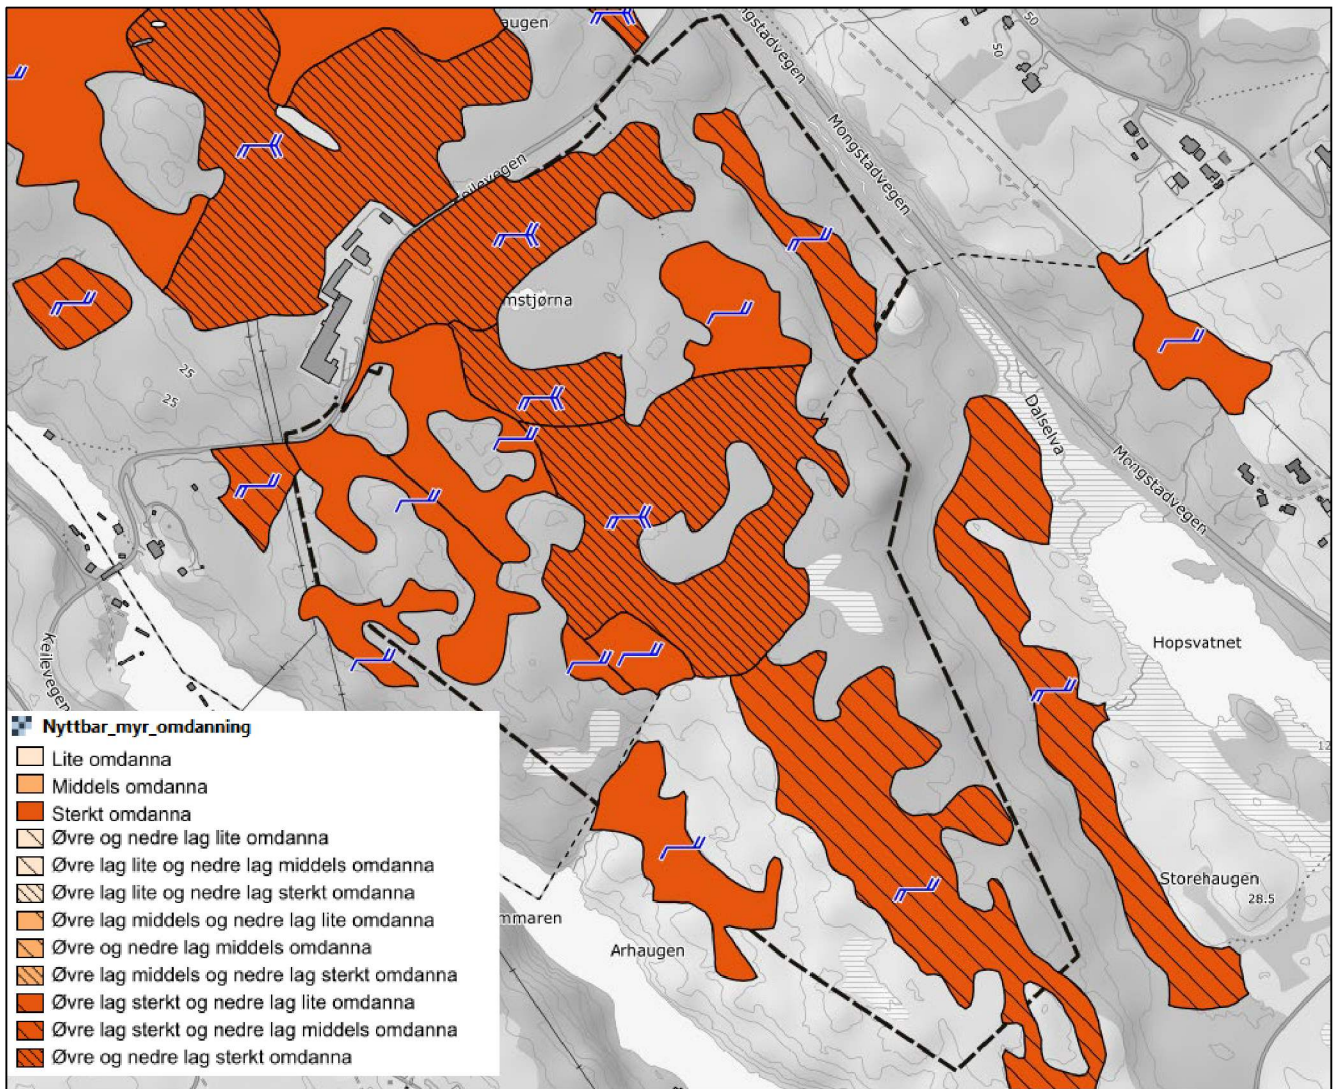 augen
ngstadvegen
50
50
Mongstadvegen
eilevegen
mstjørna
25
25
Dalselva
Mongstadvegen
Hopsvatnet
Keilevegen
12
Storehaugen
28.5
mmaren
Arhaugen
Nyttbar_myr_omdanning
Lite omdanna
Middels omdanna
Sterkt omdanna
Øvre og nedre lag lite omdanna
Øvre lag lite og nedre lag middels omdanna
Øvre lag lite og nedre lag sterkt omdanna
Øvre lag middels og nedre lag lite omdanna
Øvre og nedre lag middels omdanna
Øvre lag middels og nedre lag sterkt omdanna
Øvre lag sterkt og nedre lag lite omdanna
Øvre lag sterkt og nedre lag middels omdanna
Øvre og nedre lag sterkt omdanna